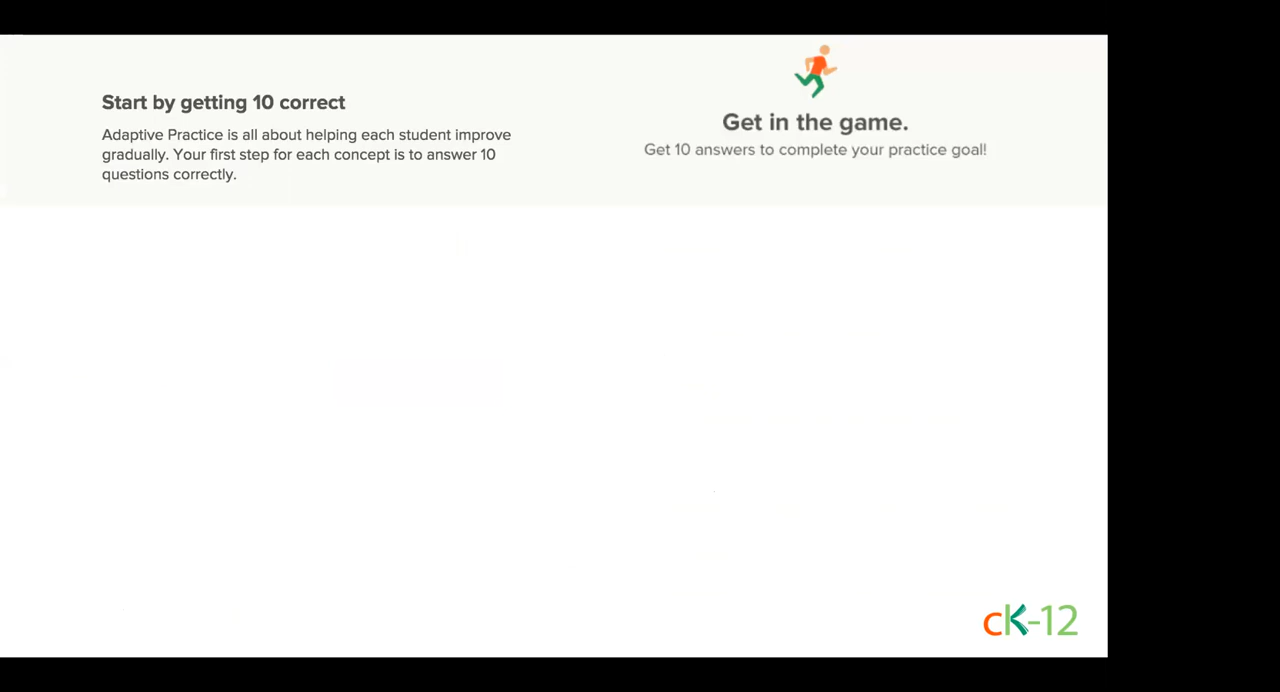 Start by getting 10 correct
Adaptive Practice is all about helping each student improve
gradually. Your first step for each concept is to answer 10
questions correctly.
Get in the game.
Get 10 answers to complete your practice goal!
cK-12